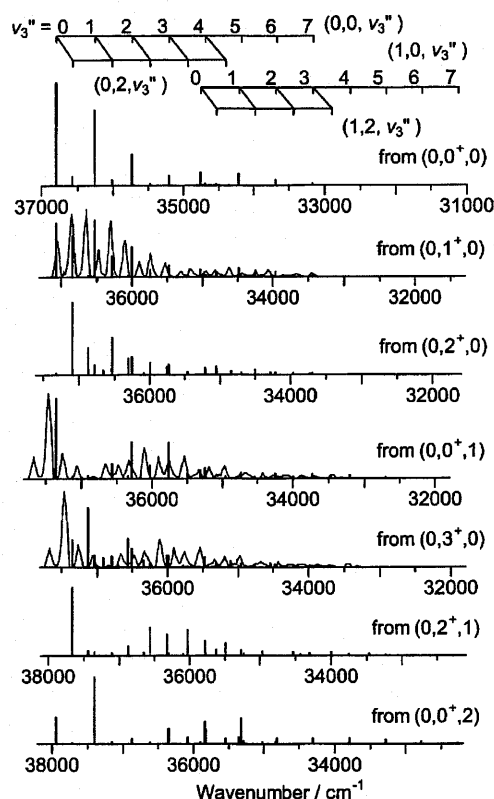 v₃" = 0 1 2 3 4 5 6 7 (0,0, v₃")
(1,0, v₃")
(0,2,v₃") 0 1 2 3 4 5 6 7
(1,2, v₃")
from (0,0⁺,0)
37000 35000 33000 31000
from (0,1⁺,0)
36000 34000 32000
from (0,2⁺,0)
36000 34000 32000
from (0,0⁺,1)
36000 34000 32000
from (0,3⁺,0)
36000 34000 32000
from (0,2⁺,1)
38000 36000 34000
from (0,0⁺,2)
38000 36000 34000
Wavenumber / cm⁻¹